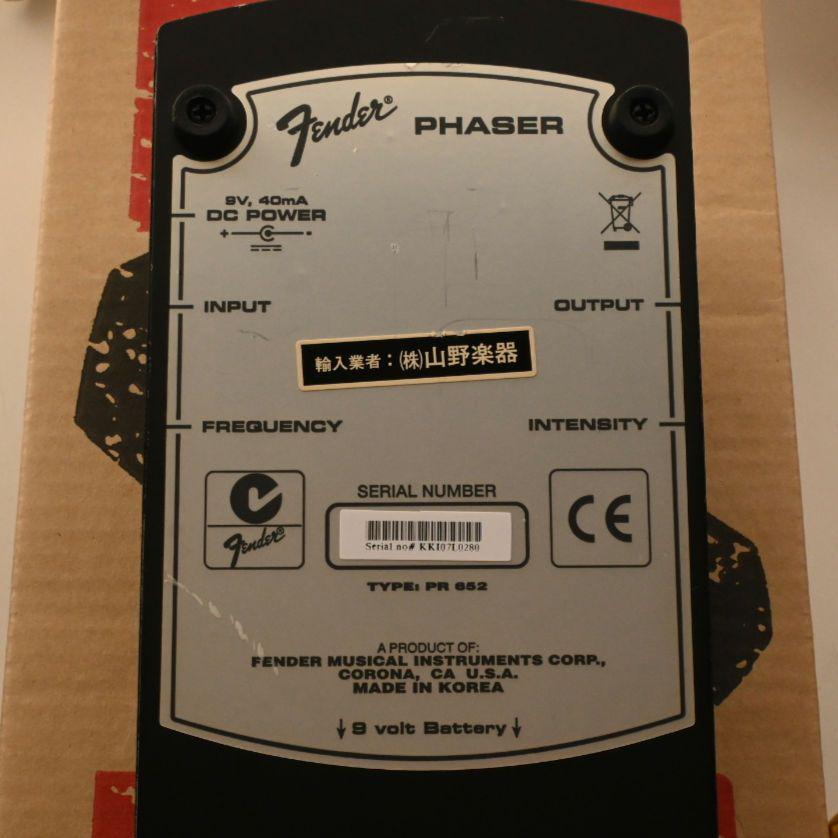 Fender® PHASER
9V, 40mA
DC POWER
+ -
INPUT OUTPUT
輸入業者：(株)山野楽器
FREQUENCY INTENSITY
SERIAL NUMBER
Fender®
CE
Serial no# KKI07L0280
TYPE: PR 652
A PRODUCT OF:
FENDER MUSICAL INSTRUMENTS CORP.,
CORONA, CA U.S.A.
MADE IN KOREA
↓ 9 volt Battery ↓